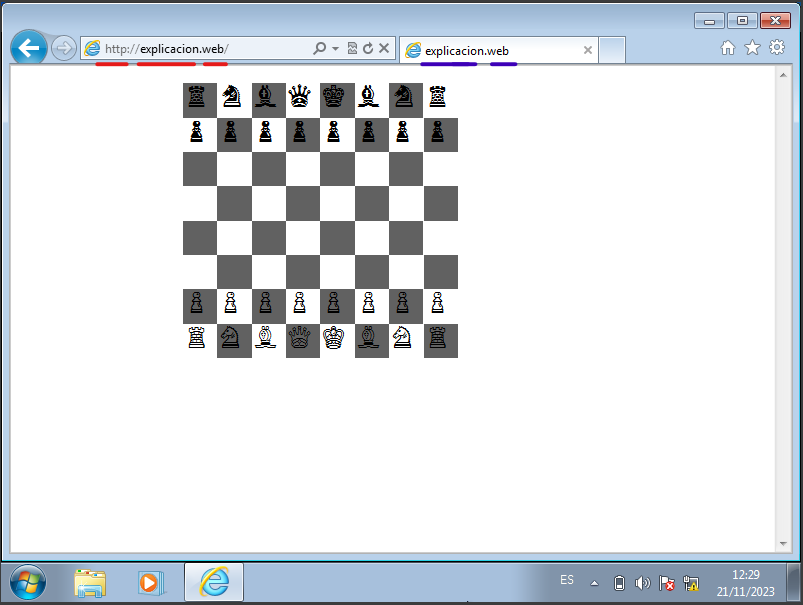 http://explicacion.web/
explicacion.web
♜♞♝♛♚♝♞♜
♟♟♟♟♟♟♟♟
♙♙♙♙♙♙♙♙
♖♘♗♕♔♗♘♖
ES
12:29
21/11/2023